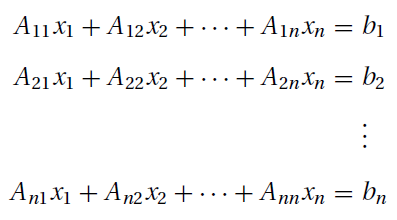 A₁₁x₁ + A₁₂x₂ + ⋯ + A₁ₙxₙ = b₁
A₂₁x₁ + A₂₂x₂ + ⋯ + A₂ₙxₙ = b₂
⋮
Aₙ₁x₁ + Aₙ₂x₂ + ⋯ + Aₙₙxₙ = bₙ